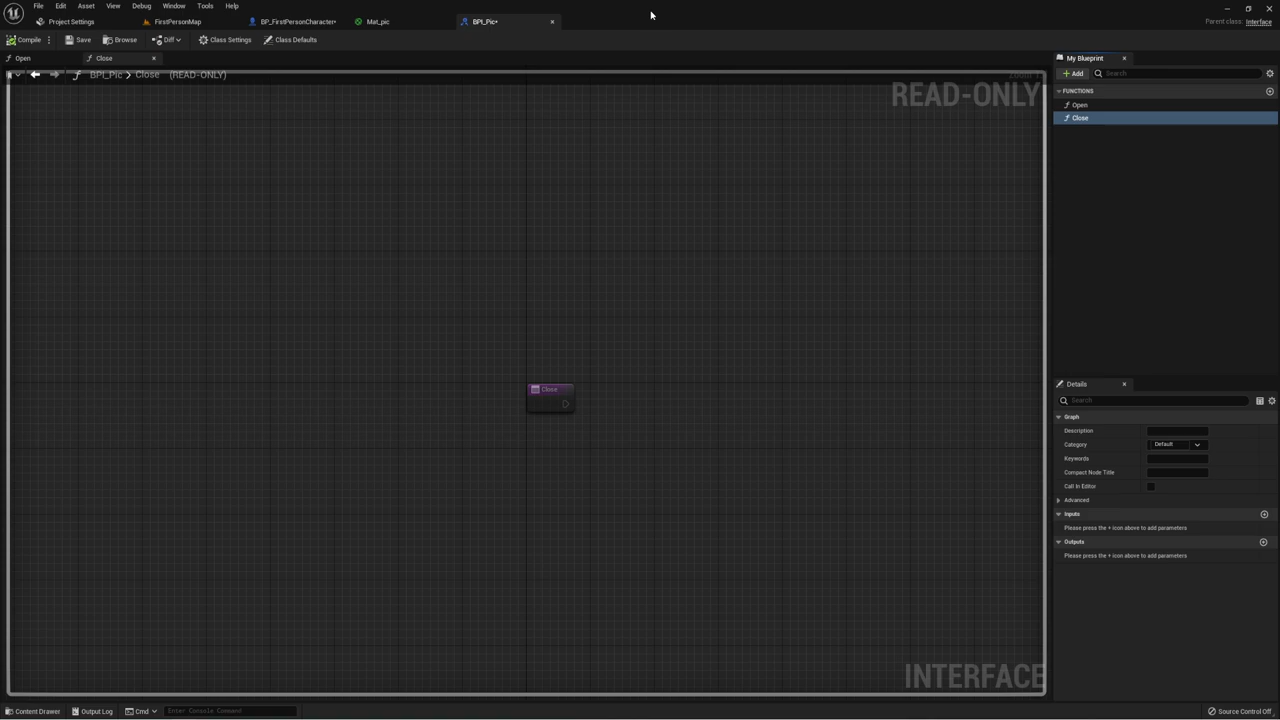 File Edit Asset View Debug Window Tools Help
Project Settings FirstPersonMap BP_FirstPersonCharacter* Mat_pic BPI_Pic*
Parent class: Interface
Compile Save Browse Diff Class Settings Class Defaults
Open Close
My Blueprint
BPI_Pic Close (READ-ONLY)
READ-ONLY
Add Search
FUNCTIONS
Open
Close
Close
Details
Search
Graph
Description
Category Default
Keywords
Compact Node Title
Call In Editor
Advanced
Inputs
Please press the + icon above to add parameters
Outputs
Please press the + icon above to add parameters
INTERFACE
Content Drawer Output Log Cmd Enter Console Command Source Control Off